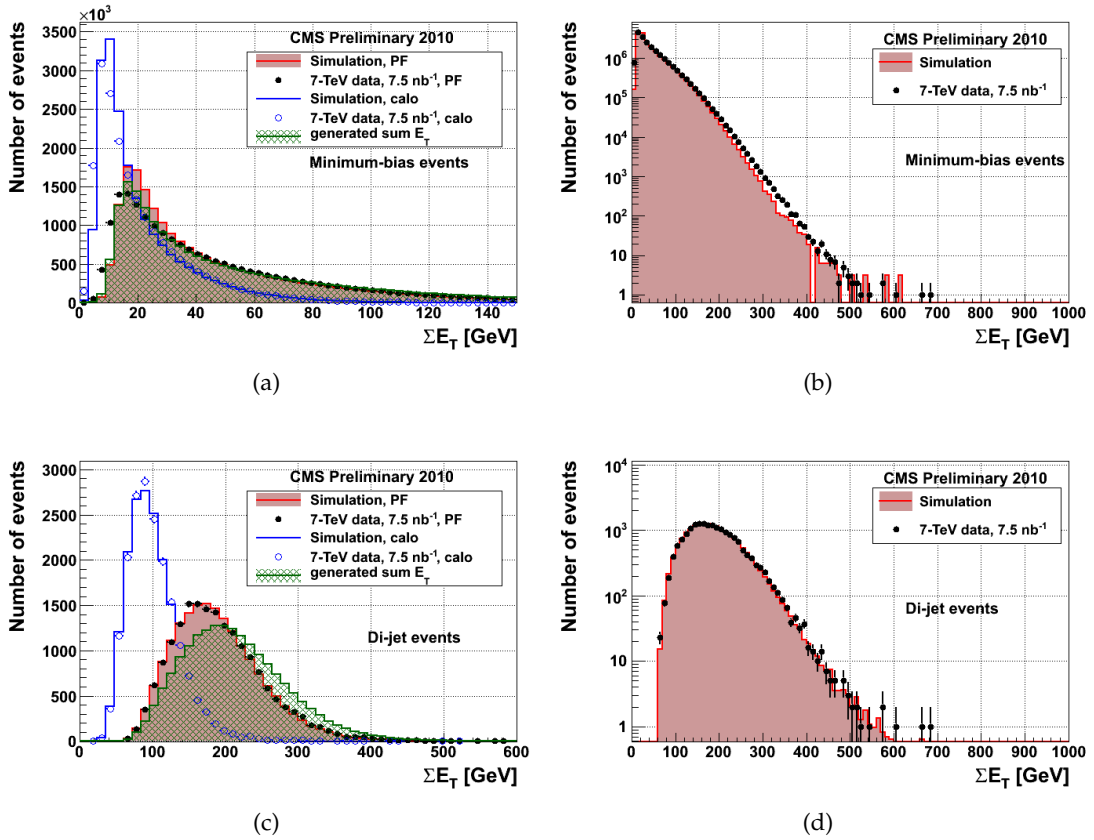 ×10³
Number of events
3500
3000
2500
2000
1500
1000
500
0
CMS Preliminary 2010
Simulation, PF
7-TeV data, 7.5 nb⁻¹, PF
Simulation, calo
7-TeV data, 7.5 nb⁻¹, calo
generated sum E_T
Minimum-bias events
0 20 40 60 80 100 120 140
ΣE_T [GeV]
(a)
Number of events
10⁶
10⁵
10⁴
10³
10²
10
1
CMS Preliminary 2010
Simulation
7-TeV data, 7.5 nb⁻¹
Minimum-bias events
0 100 200 300 400 500 600 700 800 900 1000
ΣE_T [GeV]
(b)
Number of events
3000
2500
2000
1500
1000
500
0
CMS Preliminary 2010
Simulation, PF
7-TeV data, 7.5 nb⁻¹, PF
Simulation, calo
7-TeV data, 7.5 nb⁻¹, calo
generated sum E_T
Di-jet events
0 100 200 300 400 500 600
ΣE_T [GeV]
(c)
Number of events
10⁴
10³
10²
10
1
CMS Preliminary 2010
Simulation
7-TeV data, 7.5 nb⁻¹
Di-jet events
0 100 200 300 400 500 600 700 800 900 1000
ΣE_T [GeV]
(d)